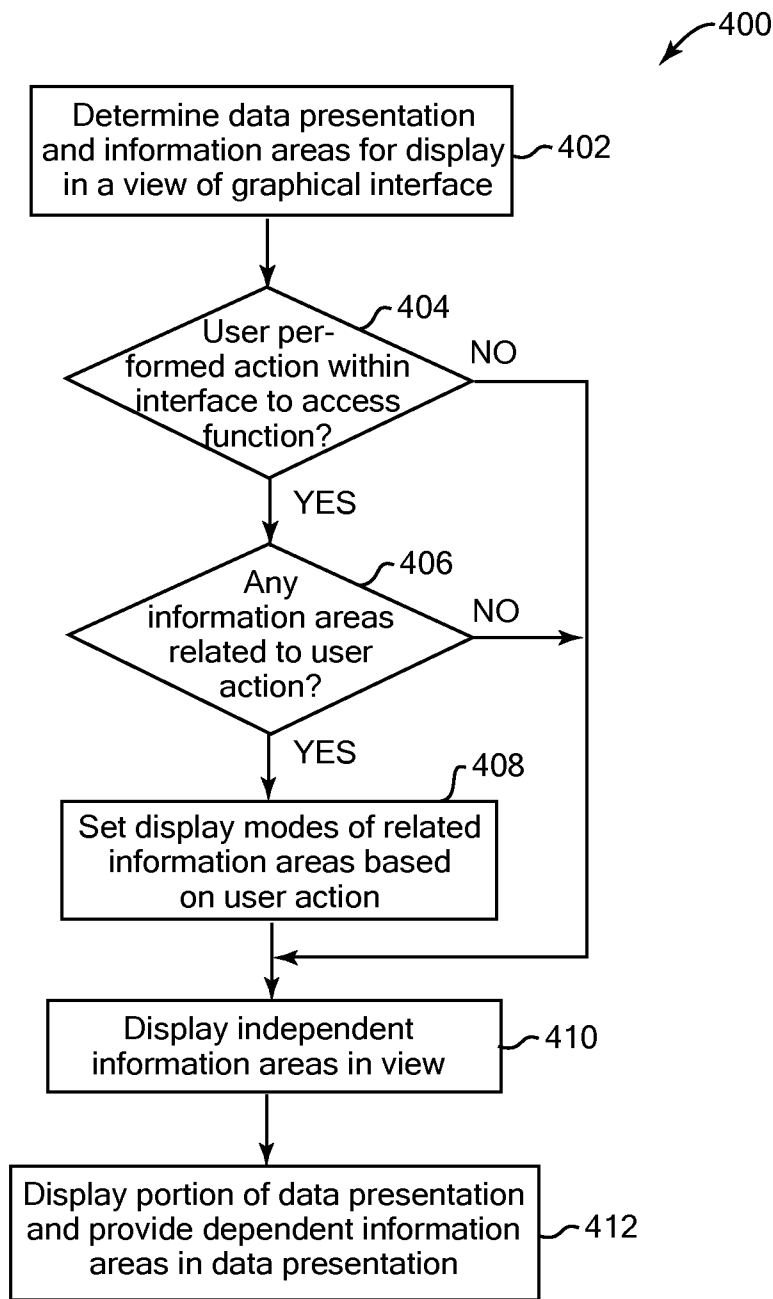 400
Determine data presentation
and information areas for display
in a view of graphical interface
402
404
User per-
formed action within
interface to access
function?
NO
YES
406
Any
information areas
related to user
action?
NO
YES
408
Set display modes of related
information areas based
on user action
Display independent
information areas in view
410
Display portion of data presentation
and provide dependent information
areas in data presentation
412